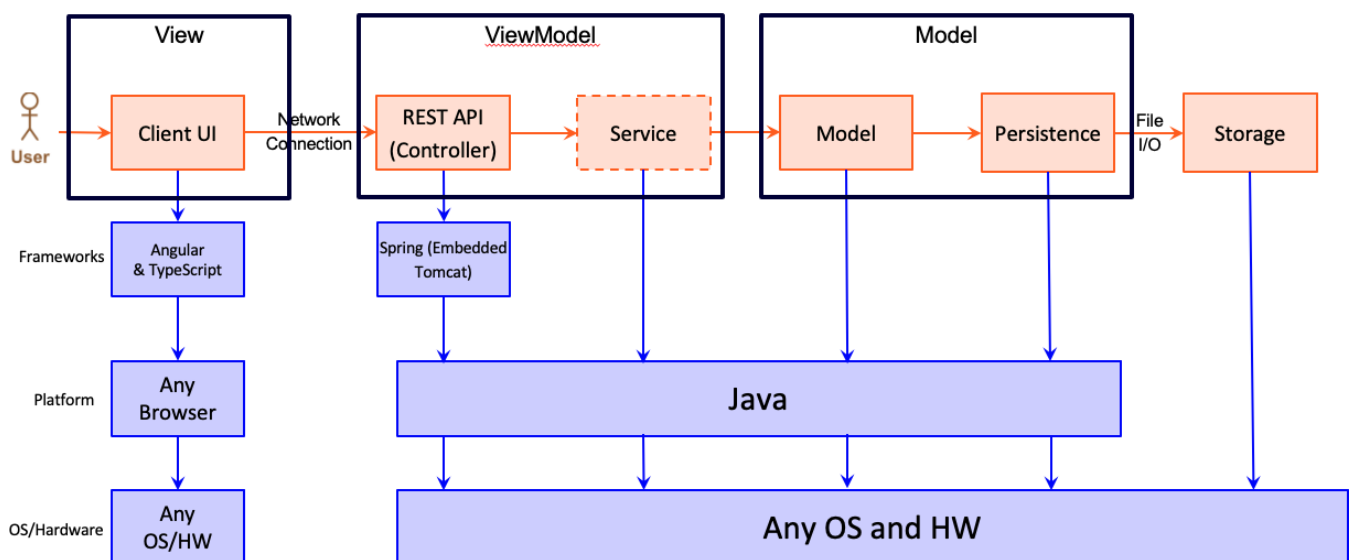 View
ViewModel
Model
User
Client UI
Network
Connection
REST API
(Controller)
Service
Model
Persistence
File
I/O
Storage
Frameworks
Angular
& TypeScript
Spring (Embedded
Tomcat)
Platform
Any
Browser
Java
OS/Hardware
Any
OS/HW
Any OS and HW